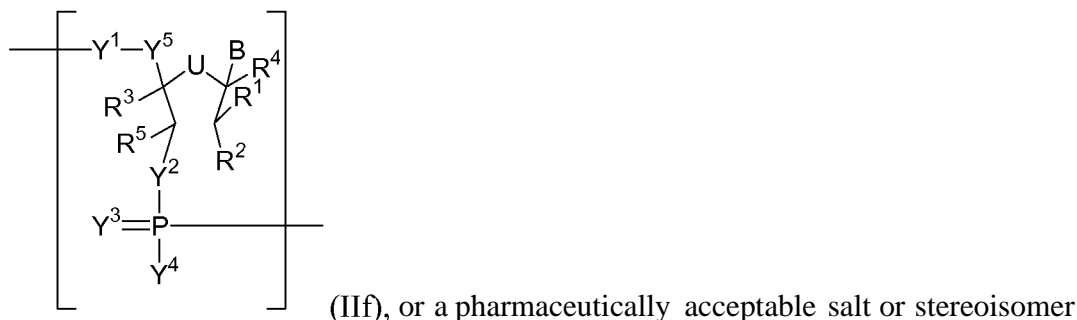 Y¹ Y⁵ B
U R⁴
R³ R¹
R⁵ R²
Y²
Y³=P
Y⁴
(IIf), or a pharmaceutically acceptable salt or stereoisomer